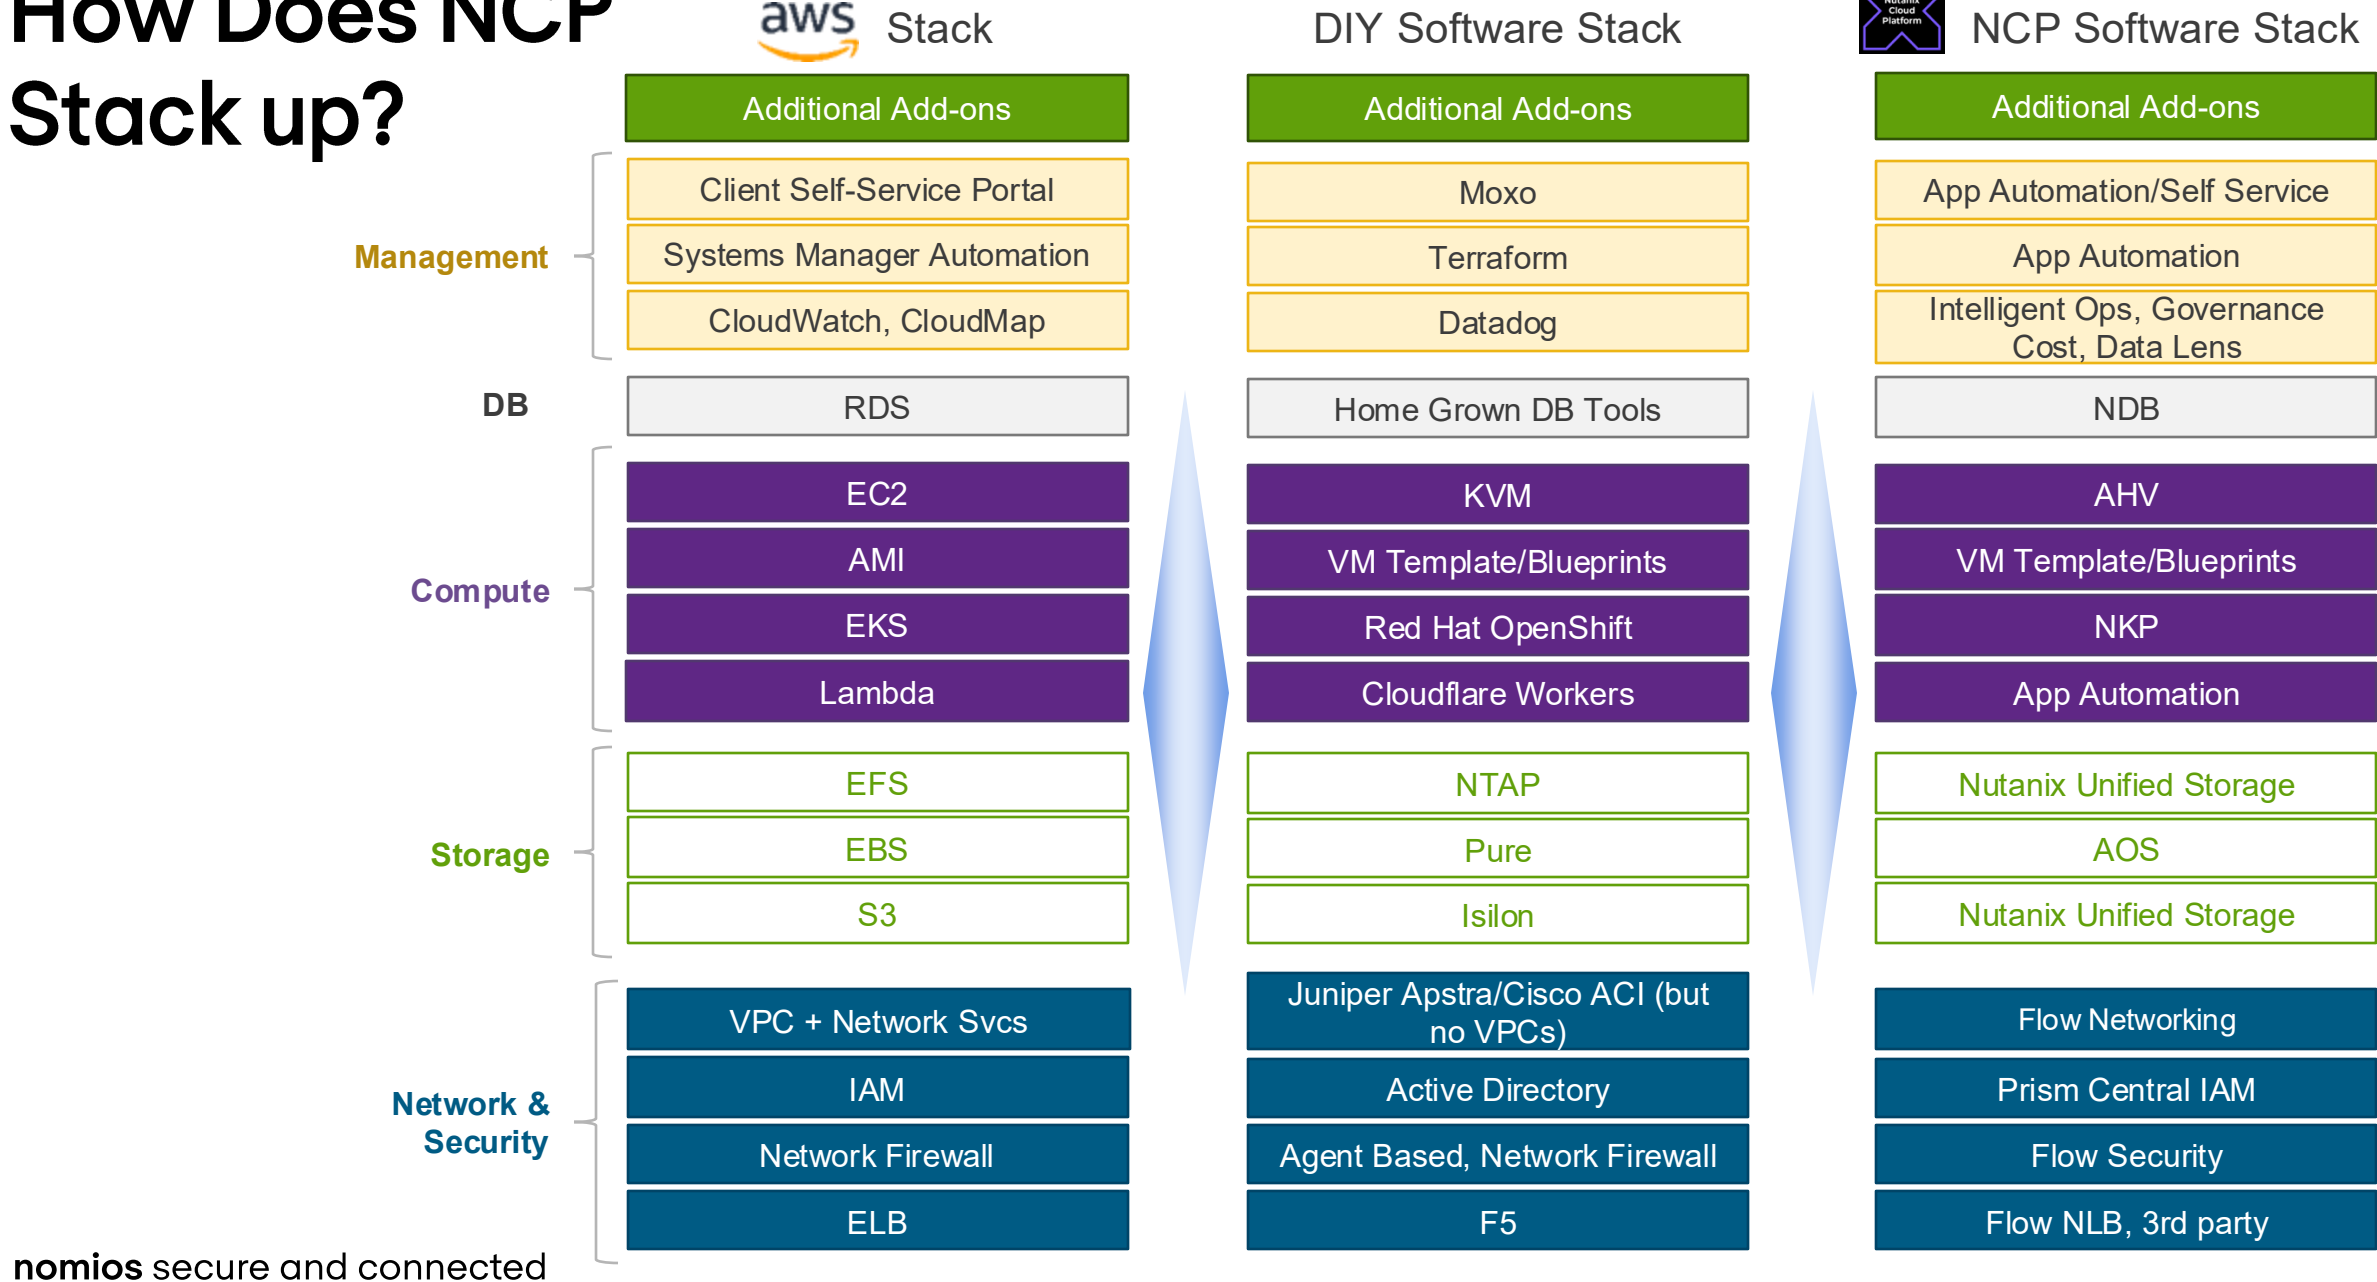 How Does NCP
Stack up?
aws Stack
DIY Software Stack
Nutanix
Cloud
Platform
NCP Software Stack
Additional Add-ons
Additional Add-ons
Additional Add-ons
Management
Client Self-Service Portal
Moxo
App Automation/Self Service
Systems Manager Automation
Terraform
App Automation
CloudWatch, CloudMap
Datadog
Intelligent Ops, Governance
Cost, Data Lens
DB
RDS
Home Grown DB Tools
NDB
Compute
EC2
KVM
AHV
AMI
VM Template/Blueprints
VM Template/Blueprints
EKS
Red Hat OpenShift
NKP
Lambda
Cloudflare Workers
App Automation
Storage
EFS
NTAP
Nutanix Unified Storage
EBS
Pure
AOS
S3
Isilon
Nutanix Unified Storage
Network &
Security
VPC + Network Svcs
Juniper Apstra/Cisco ACI (but
no VPCs)
Flow Networking
IAM
Active Directory
Prism Central IAM
Network Firewall
Agent Based, Network Firewall
Flow Security
ELB
F5
Flow NLB, 3rd party
nomios secure and connected